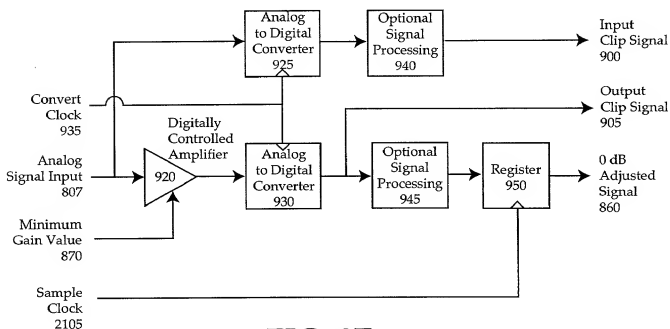 Analog
to Digital
Converter
925
Optional
Signal
Processing
940
Input
Clip Signal
900
Convert
Clock
935
Output
Clip Signal
905
Digitally
Controlled
Amplifier
Analog
Signal Input
807
920
Analog
to Digital
Converter
930
Optional
Signal
Processing
945
Register
950
0 dB
Adjusted
Signal
860
Minimum
Gain Value
870
Sample
Clock
2105